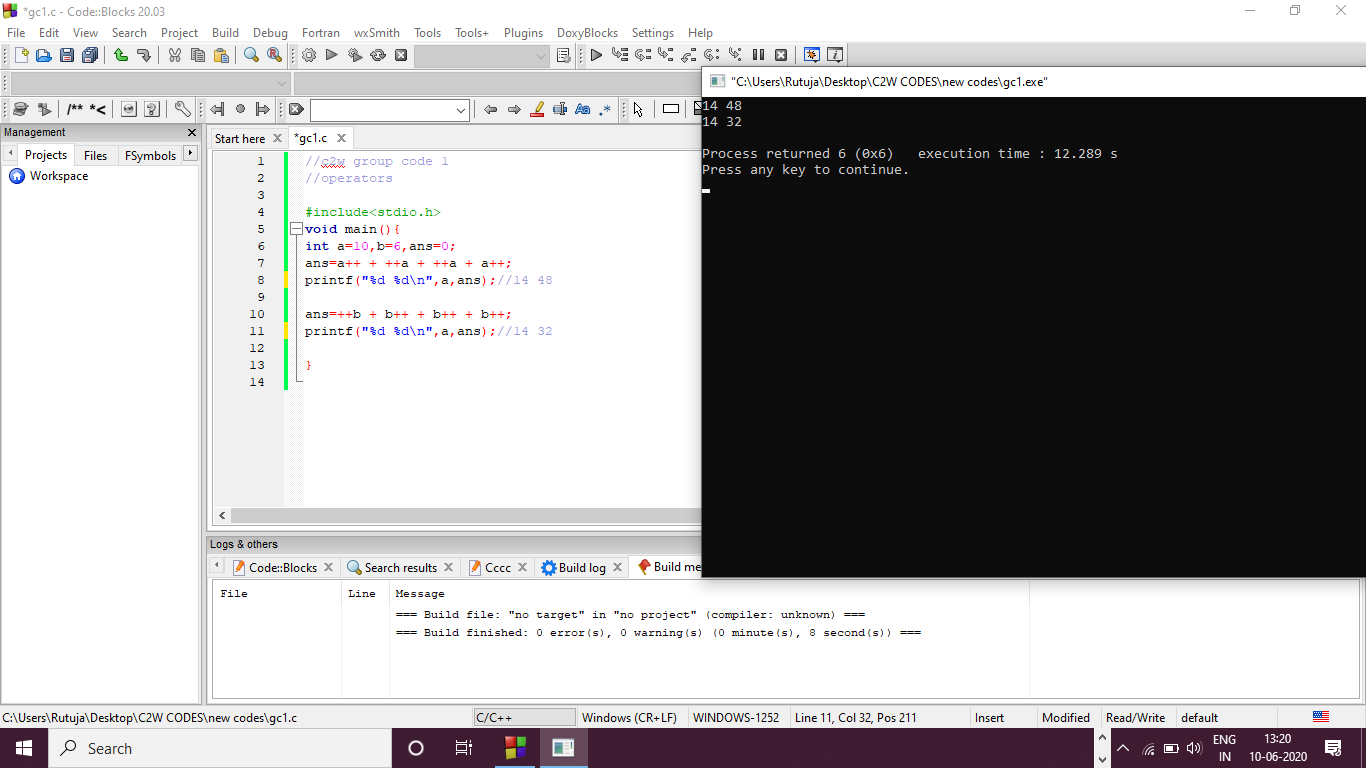 *gc1.c - Code::Blocks 20.03
File Edit View Search Project Build Debug Fortran wxSmith Tools Tools+ Plugins DoxyBlocks Settings Help
/** *<
Aa .*
Management
Projects Files FSymbols
Workspace
Start here *gc1.c
1 //c2w group code 1
2 //operators
3
4 #include<stdio.h>
5 void main(){
6 int a=10,b=6,ans=0;
7 ans=a++ + ++a + ++a + a++;
8 printf("%d %d\n",a,ans);//14 48
9
10 ans=++b + b++ + b++ + b++;
11 printf("%d %d\n",a,ans);//14 32
12
13 }
14
"C:\Users\Rutuja\Desktop\C2W CODES\new codes\gc1.exe"
14 48
14 32
Process returned 6 (0x6)   execution time : 12.289 s
Press any key to continue.
Logs & others
Code::Blocks Search results Cccc Build log Build me
File Line Message
=== Build file: "no target" in "no project" (compiler: unknown) ===
=== Build finished: 0 error(s), 0 warning(s) (0 minute(s), 8 second(s)) ===
C:\Users\Rutuja\Desktop\C2W CODES\new codes\gc1.c C/C++ Windows (CR+LF) WINDOWS-1252 Line 11, Col 32, Pos 211 Insert Modified Read/Write default
Search
ENG
IN
13:20
10-06-2020